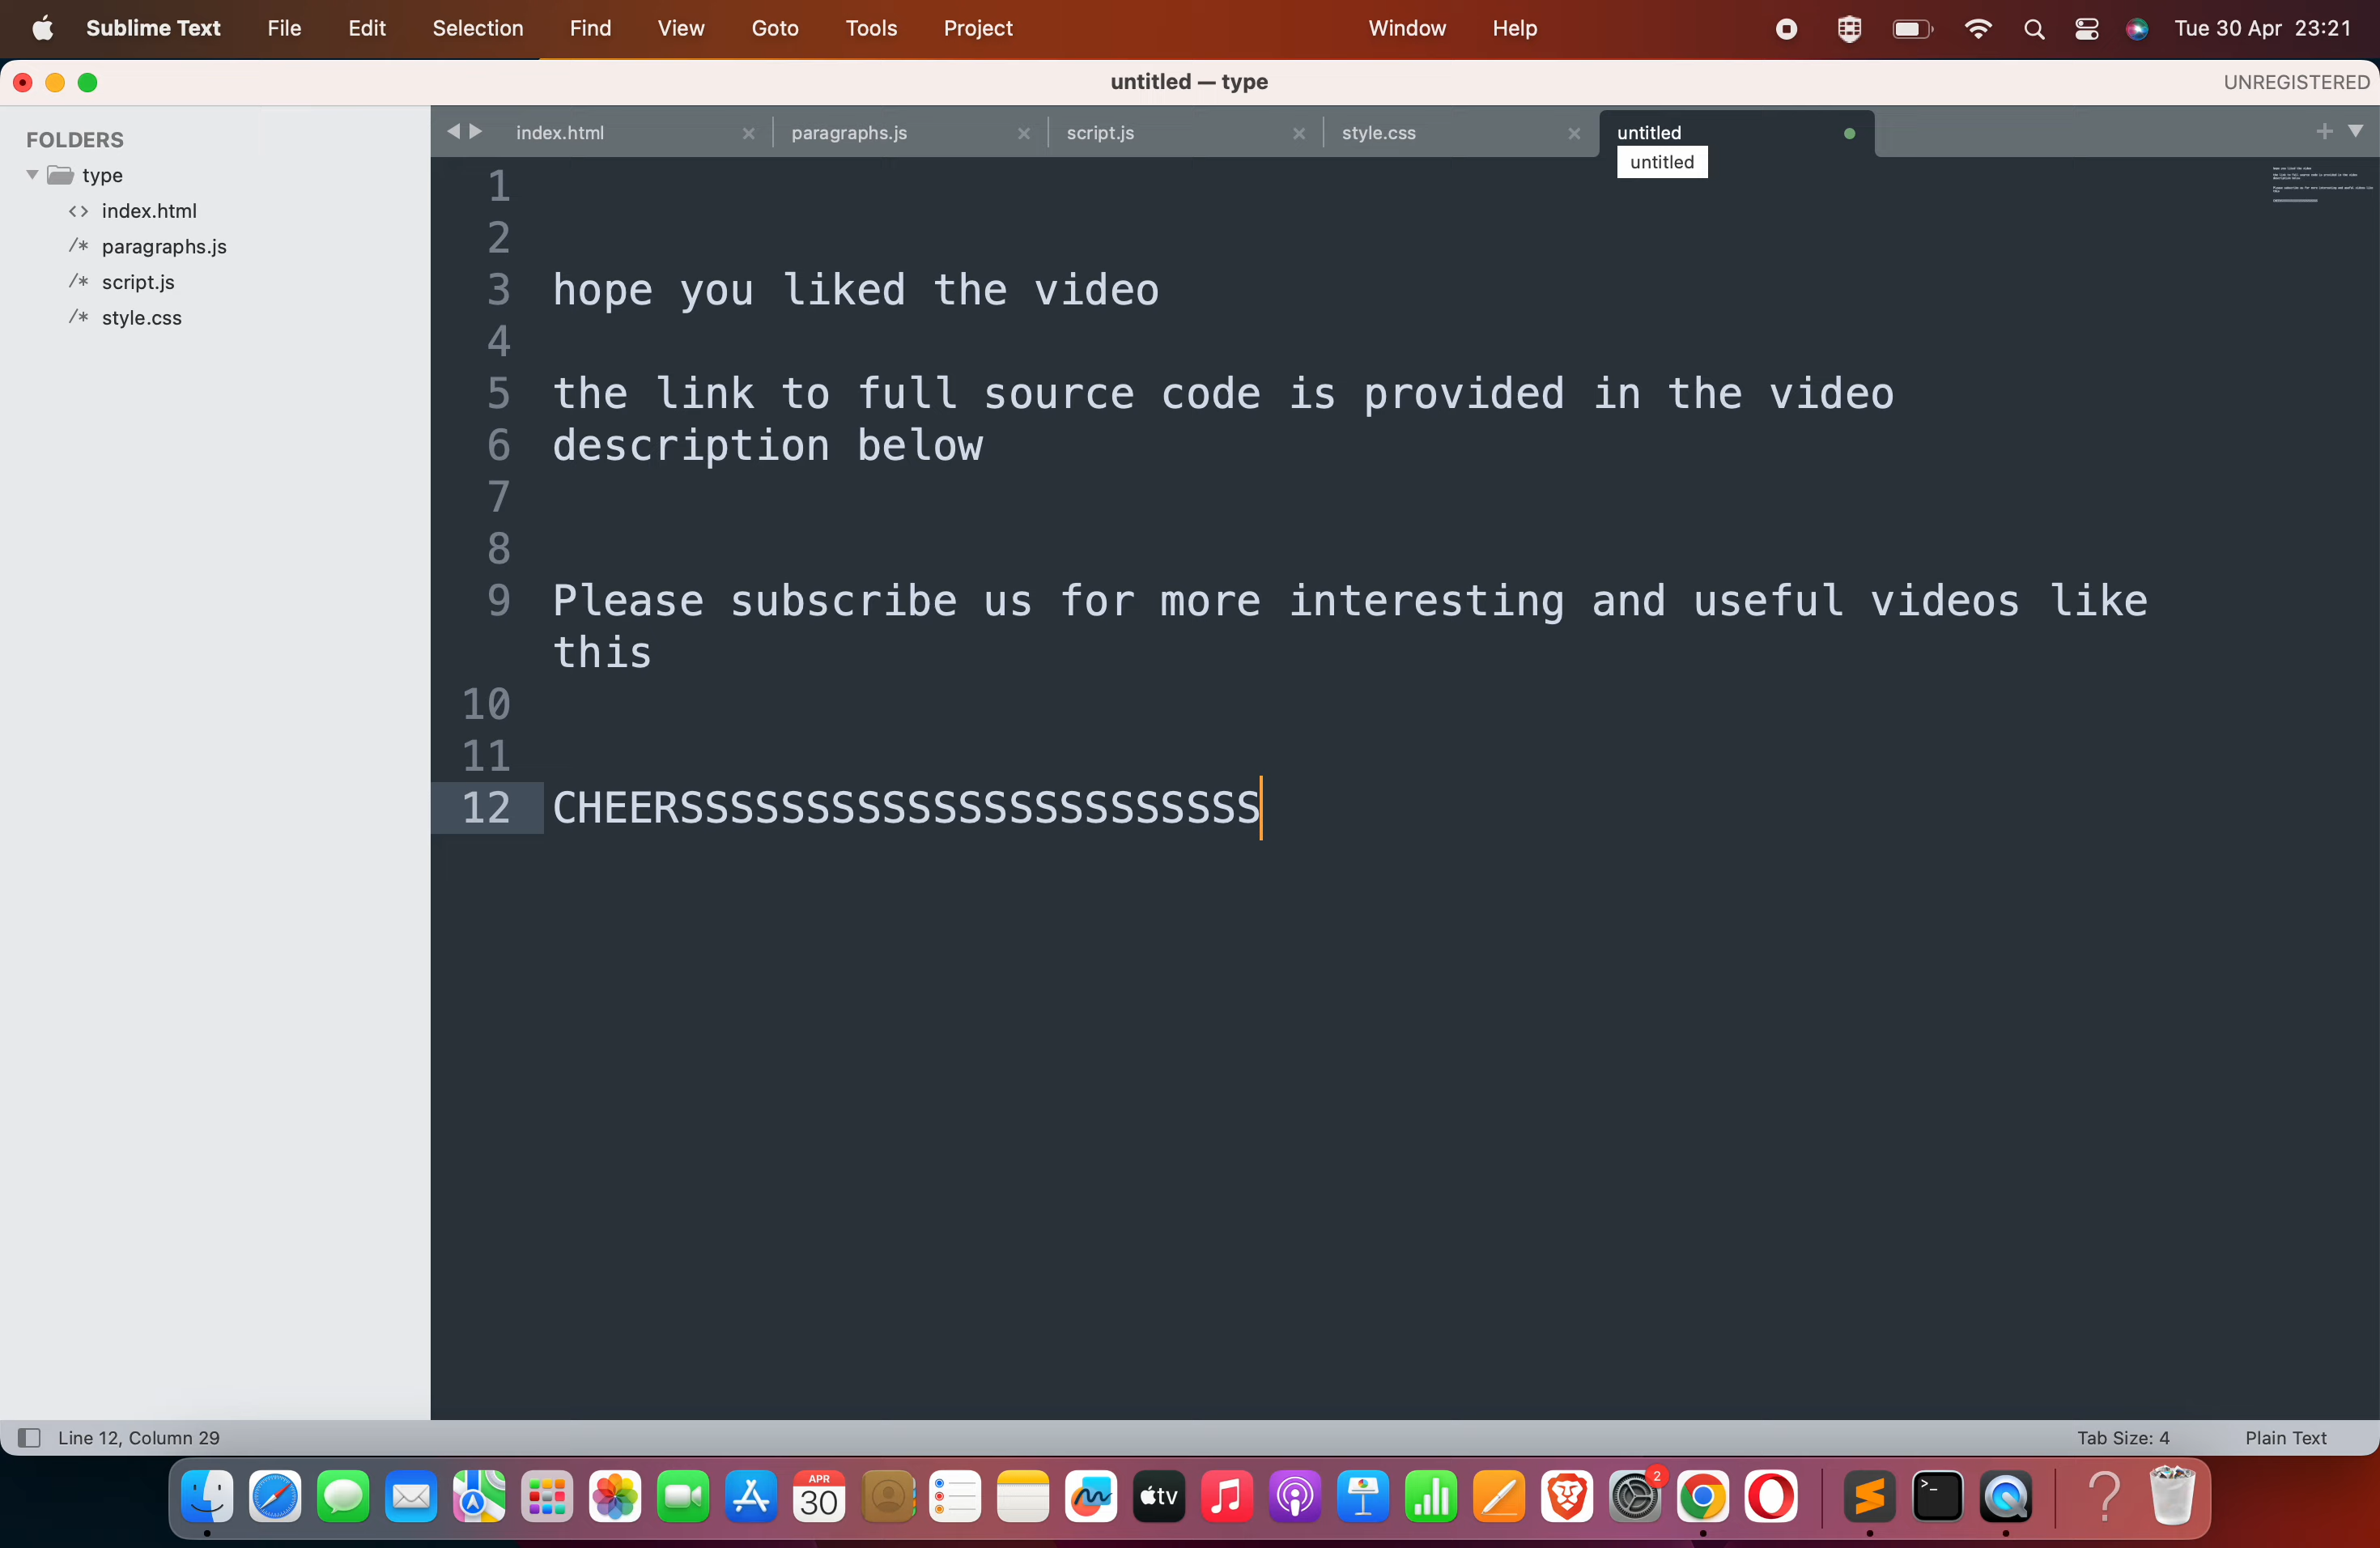 Sublime Text File Edit Selection Find View Goto Tools Project Window Help Tue 30 Apr 23:21
untitled — type UNREGISTERED
FOLDERS
type
<> index.html
/* paragraphs.js
/* script.js
/* style.css
index.html paragraphs.js script.js style.css untitled
untitled
1
2
3 hope you liked the video
4
5 the link to full source code is provided in the video
6 description below
7
8
9 Please subscribe us for more interesting and useful videos like
this
10
11
12 CHEERSSSSSSSSSSSSSSSSSSSSSSS
Line 12, Column 29 Tab Size: 4 Plain Text
APR
30
tv
2
>_
?